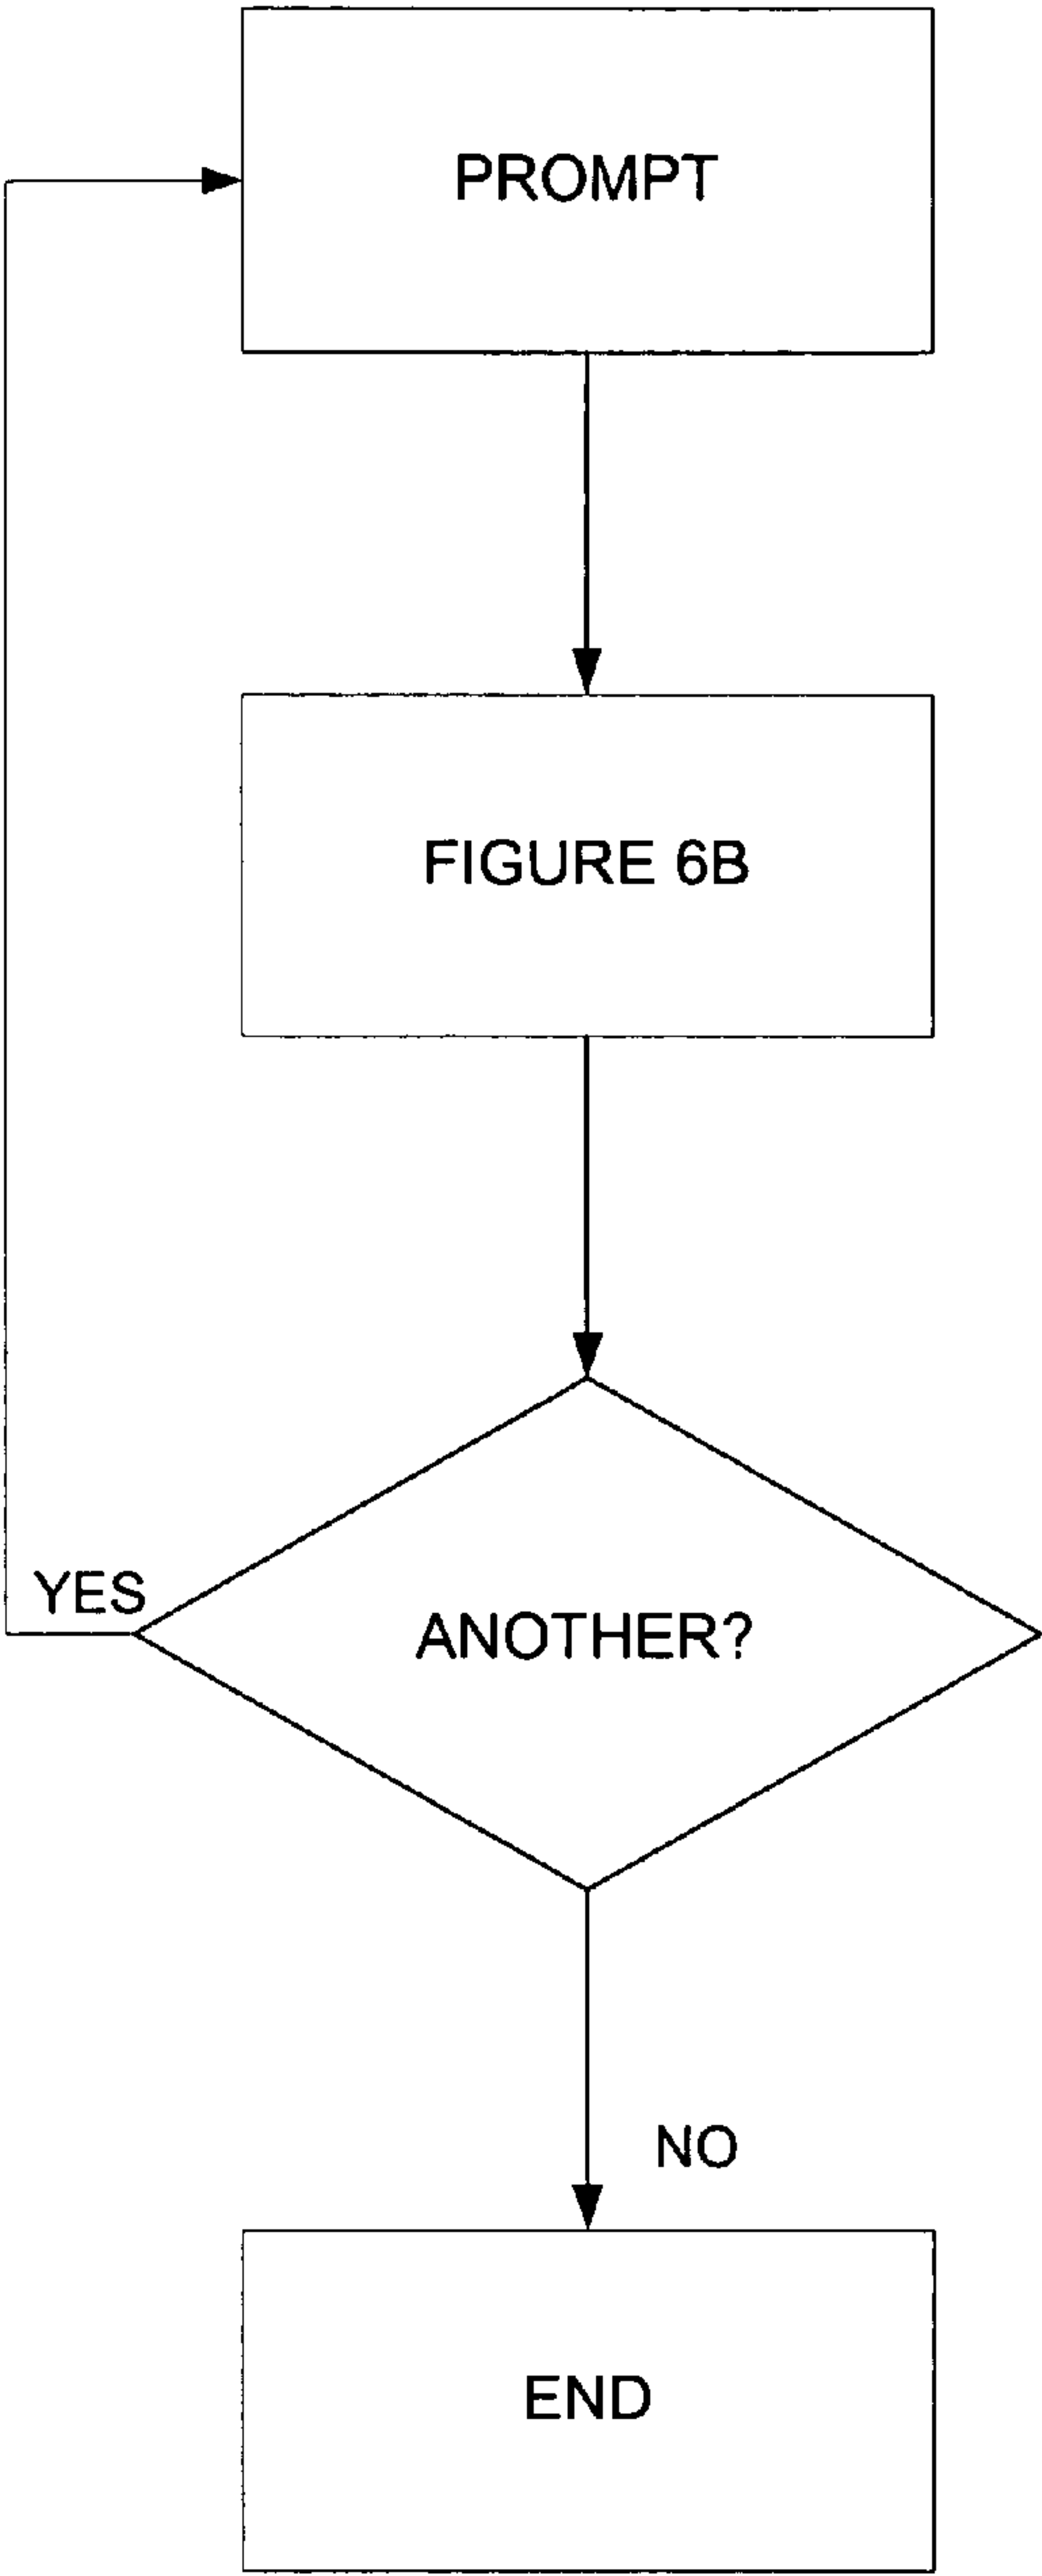 PROMPT
FIGURE 6B
YES
ANOTHER?
NO
END